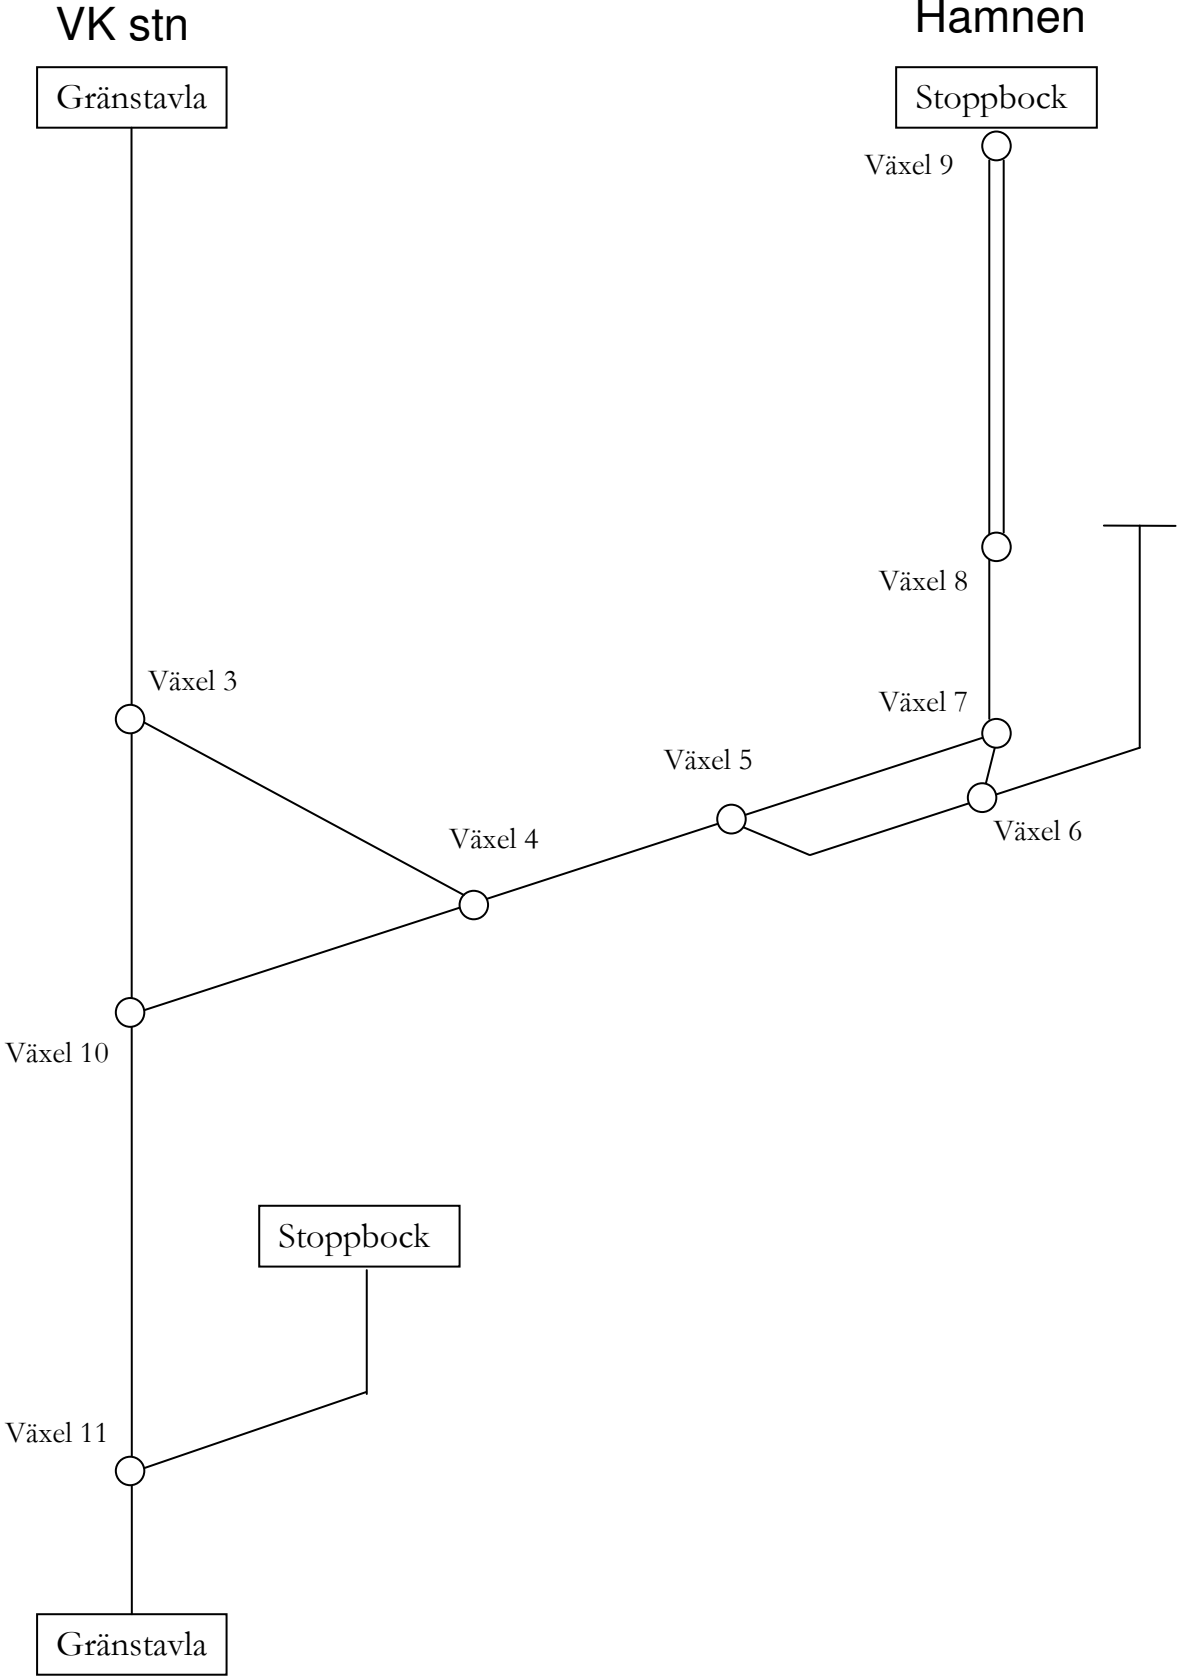 VK stn
Hamnen
Gränstavla
Stoppbock
Växel 9
Växel 8
Växel 3
Växel 7
Växel 5
Växel 6
Växel 4
Växel 10
Stoppbock
Växel 11
Gränstavla